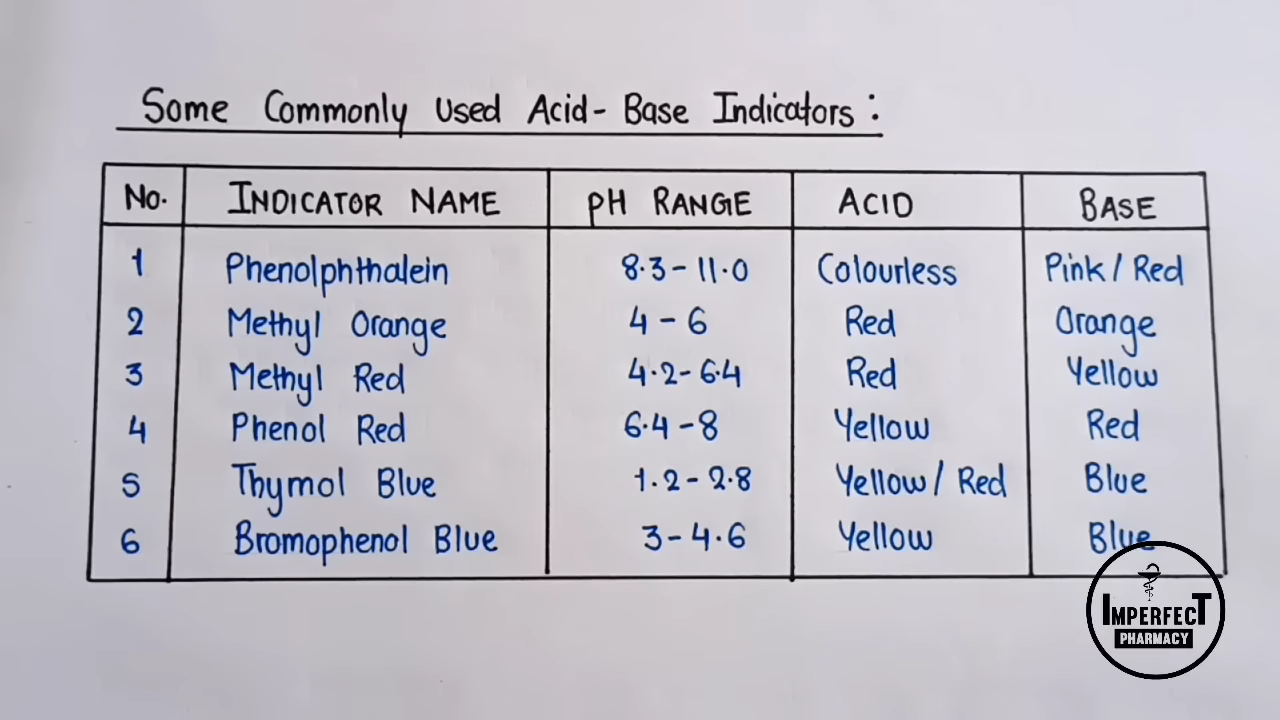 Some Commonly Used Acid-Base Indicators :
No. INDICATOR NAME PH RANGE ACID BASE
1 Phenolphthalein 8.3-11.0 Colourless Pink/Red
2 Methyl Orange 4-6 Red Orange
3 Methyl Red 4.2-6.4 Red Yellow
4 Phenol Red 6.4-8 Yellow Red
5 Thymol Blue 1.2-2.8 Yellow/Red Blue
6 Bromophenol Blue 3-4.6 Yellow Blue
IMPERFECT
PHARMACY